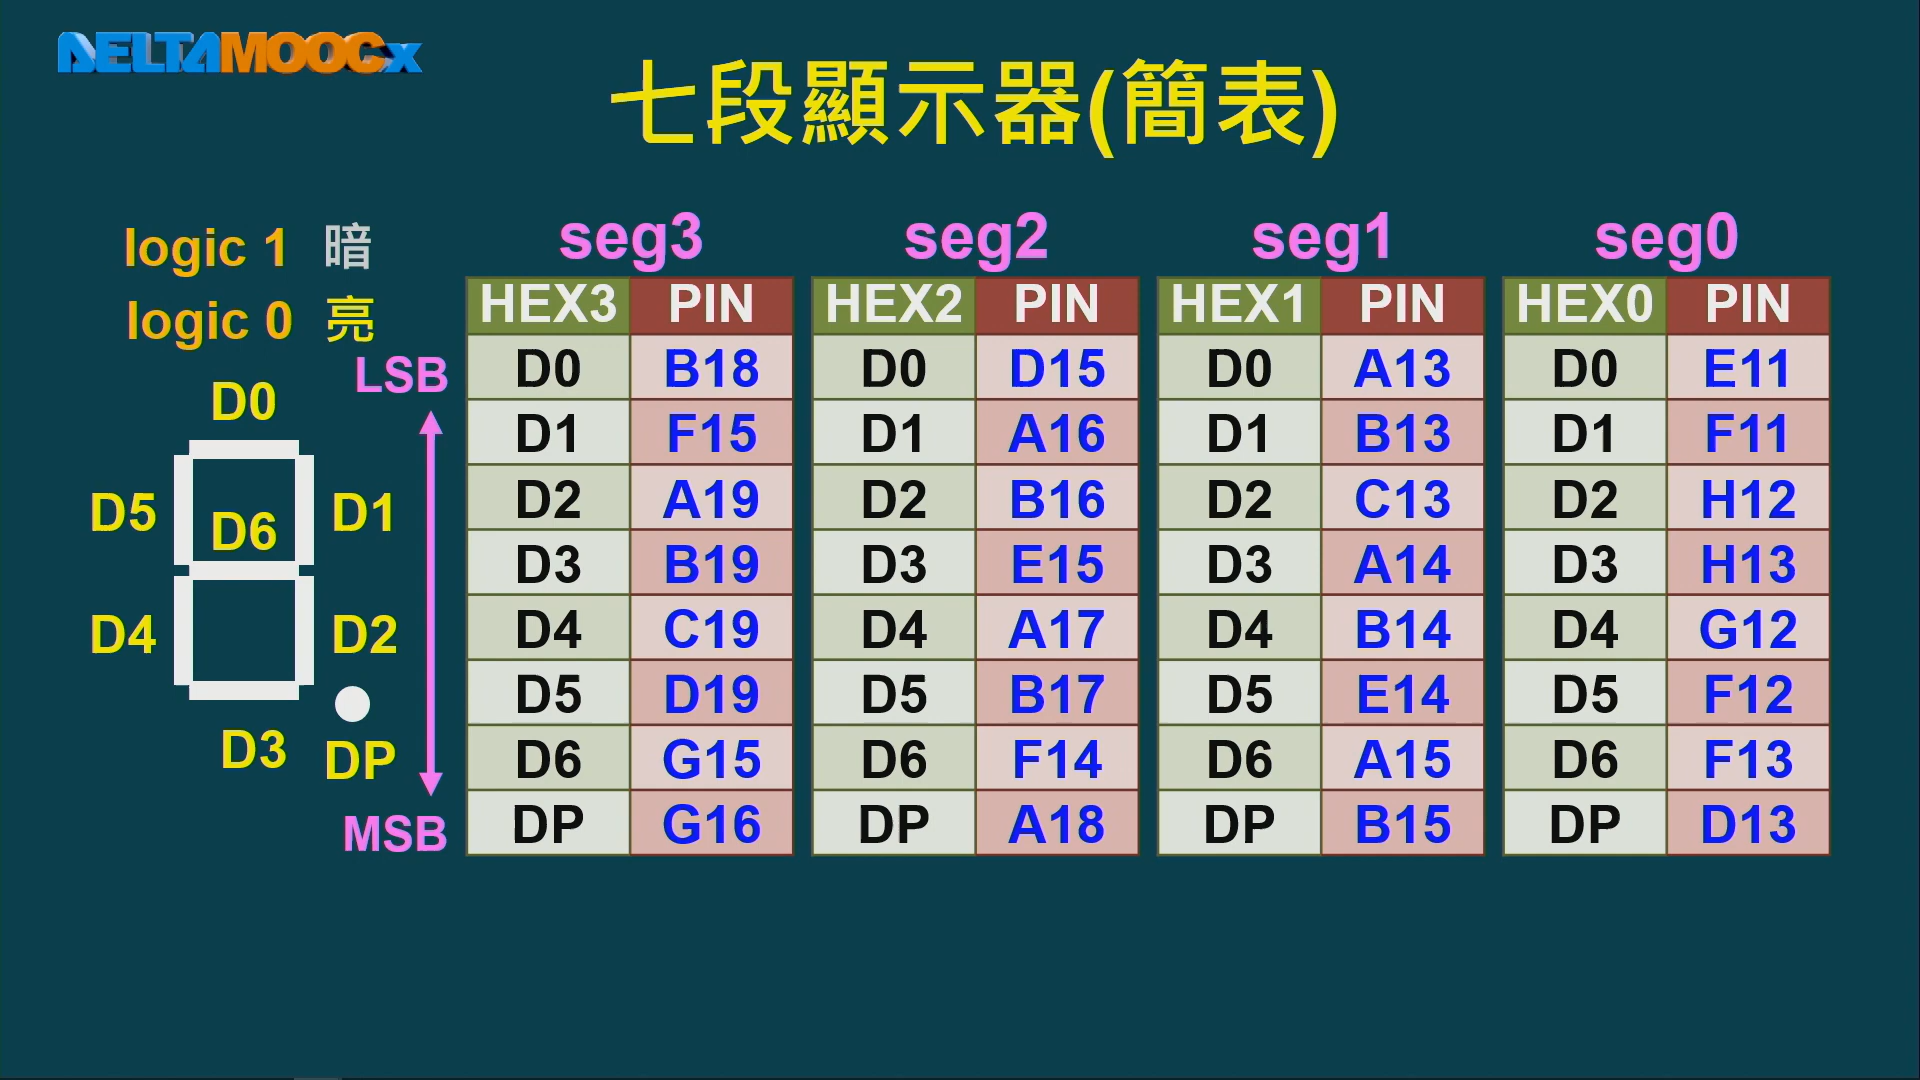 DELTAMOOCx
七段顯示器(簡表)
logic 1 暗
logic 0 亮
LSB
D0
D5 D6 D1
D4 D2
D3 DP
MSB
seg3 seg2 seg1 seg0
HEX3 PIN HEX2 PIN HEX1 PIN HEX0 PIN
D0 B18 D0 D15 D0 A13 D0 E11
D1 F15 D1 A16 D1 B13 D1 F11
D2 A19 D2 B16 D2 C13 D2 H12
D3 B19 D3 E15 D3 A14 D3 H13
D4 C19 D4 A17 D4 B14 D4 G12
D5 D19 D5 B17 D5 E14 D5 F12
D6 G15 D6 F14 D6 A15 D6 F13
DP G16 DP A18 DP B15 DP D13